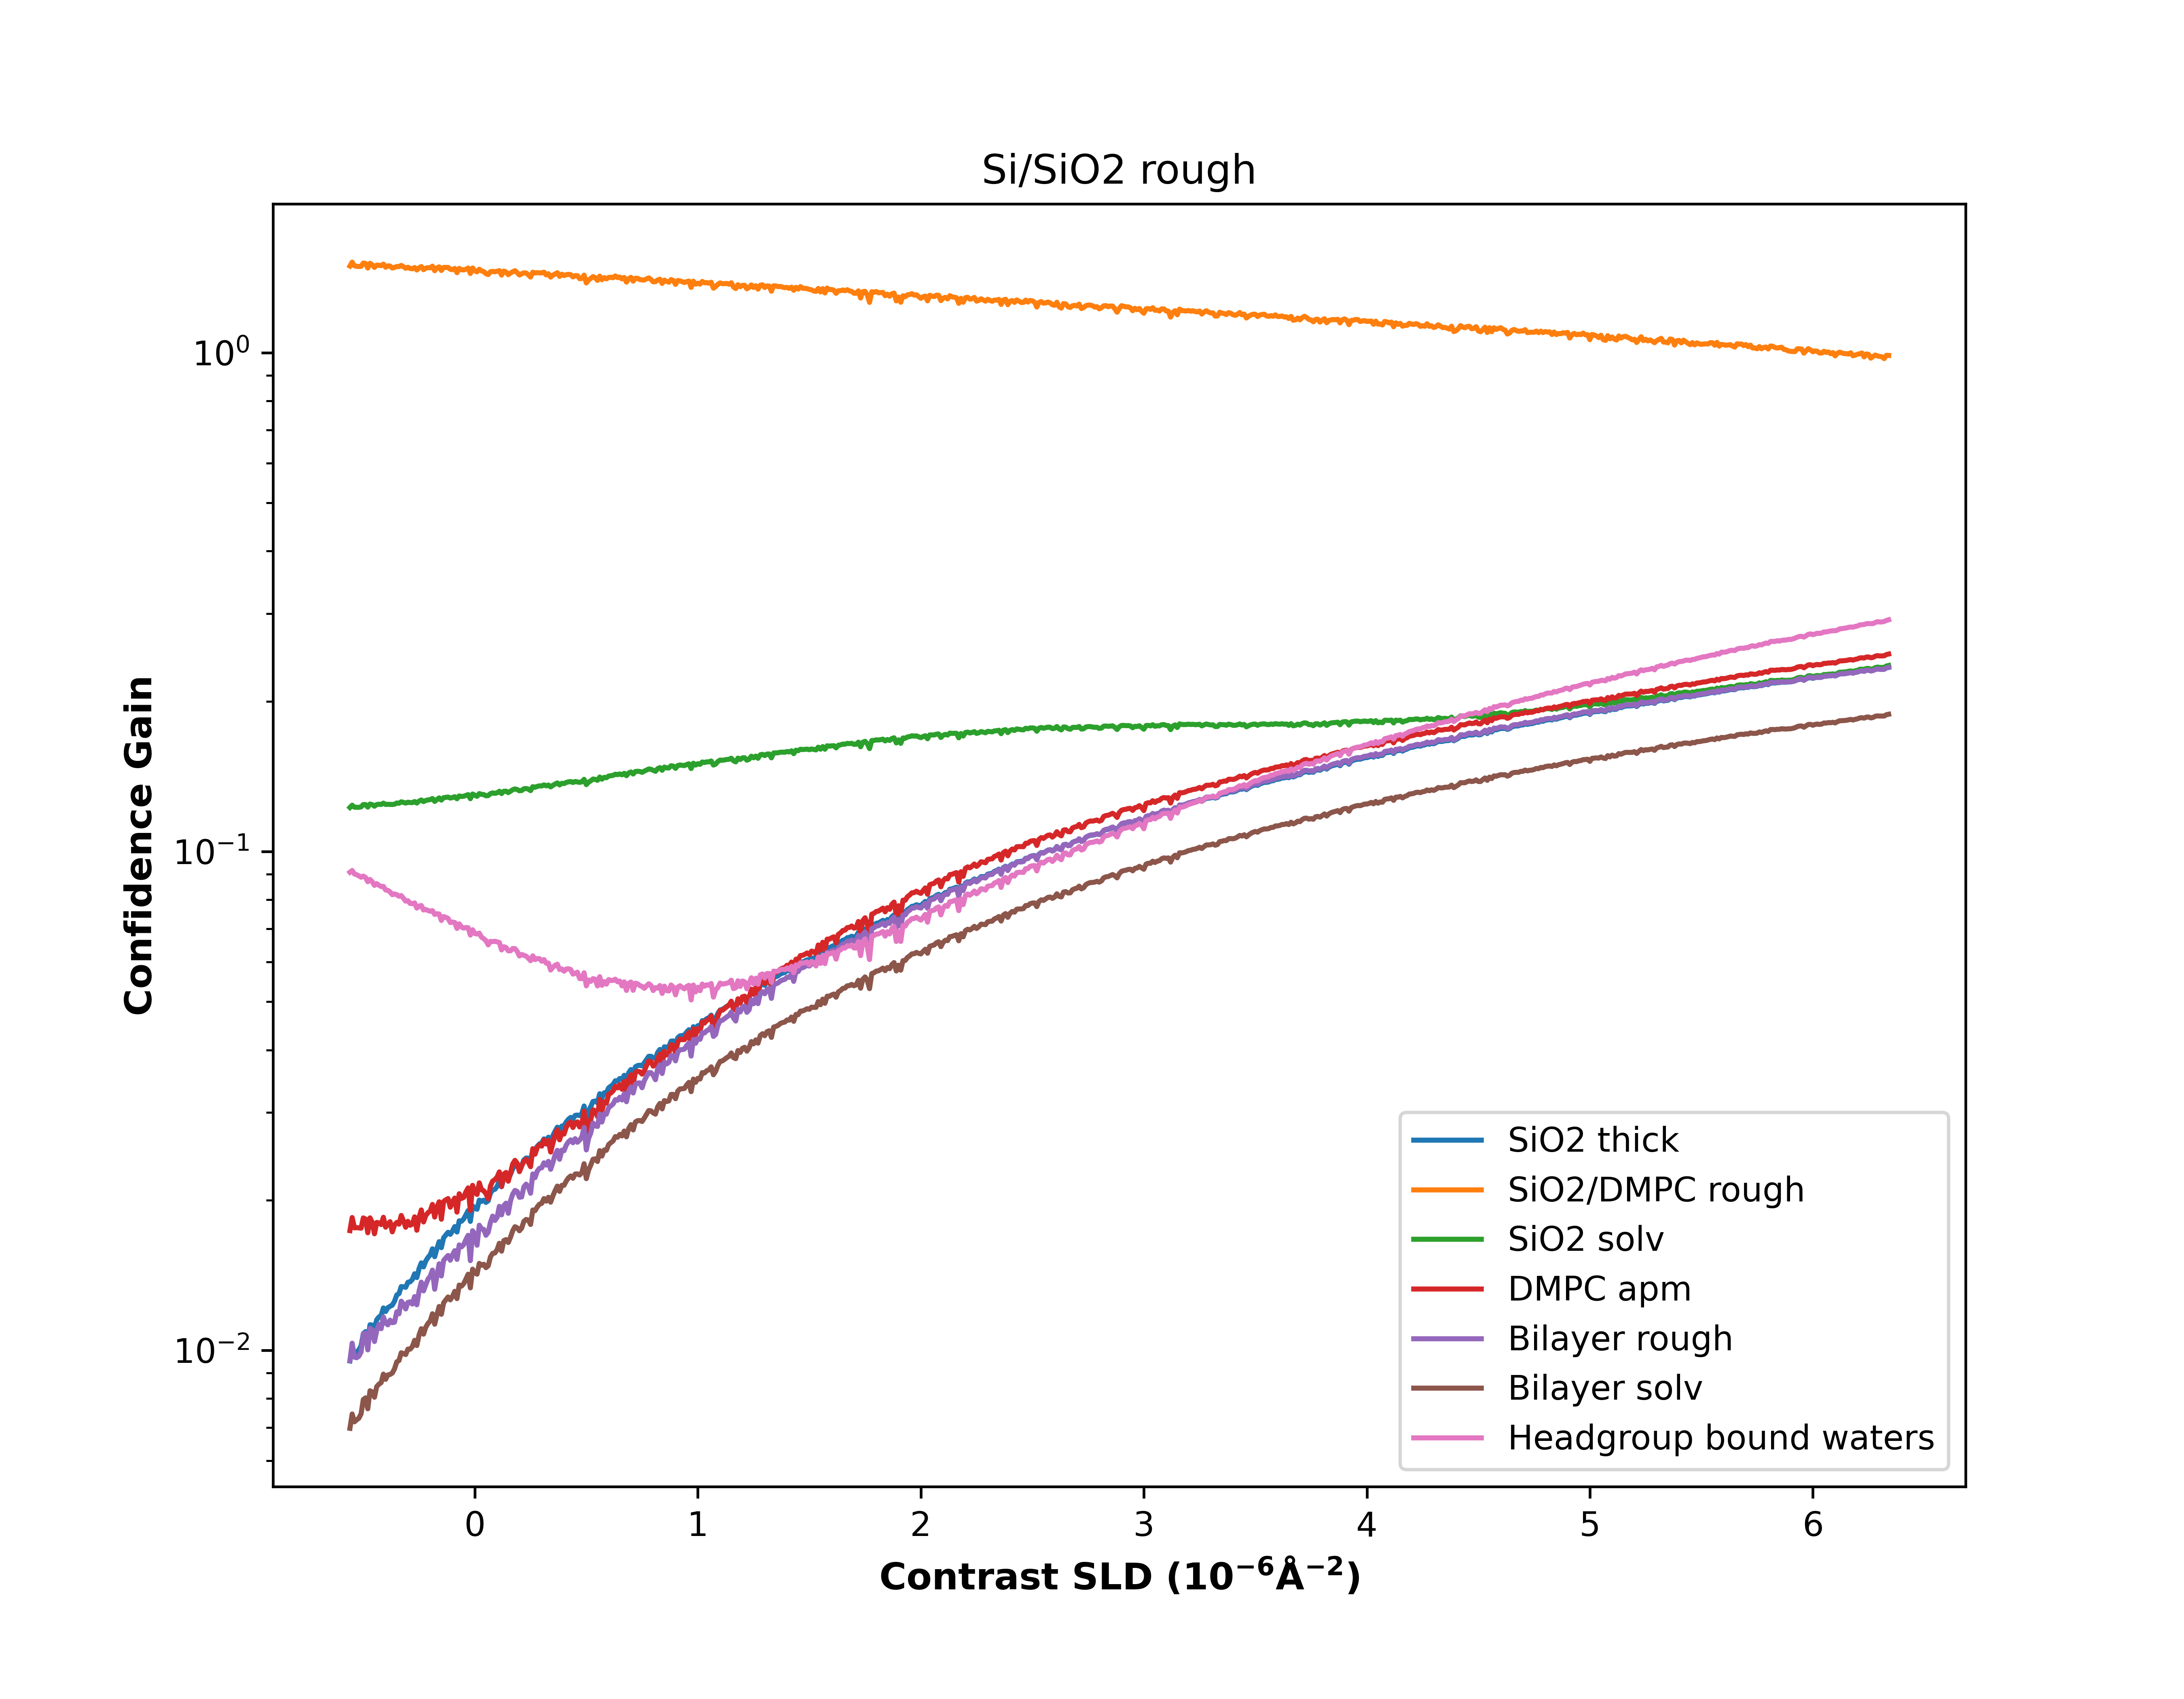 Si/SiO2 rough
Confidence Gain
10⁰
10⁻¹
10⁻²
SiO2 thick
SiO2/DMPC rough
SiO2 solv
DMPC apm
Bilayer rough
Bilayer solv
Headgroup bound waters
0 1 2 3 4 5 6
Contrast SLD (10⁻⁶Å⁻²)